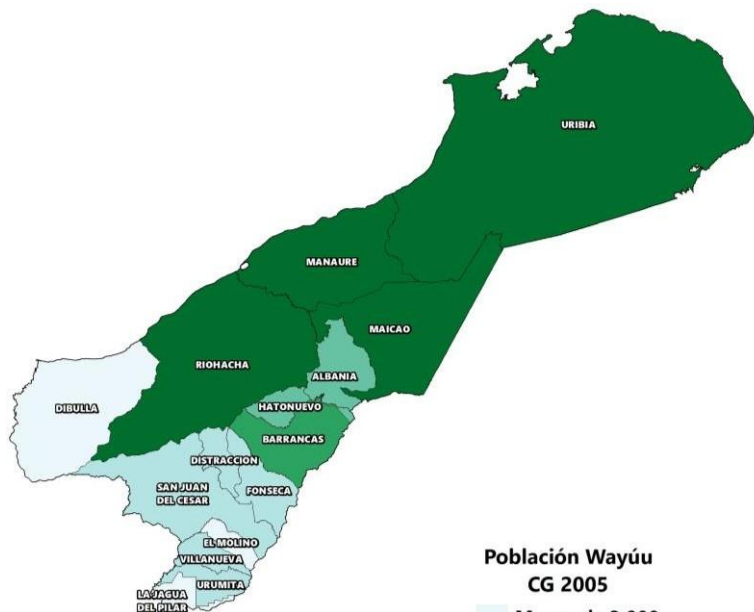 URIBIA
MANAURE
MAICAO
RIOHACHA
ALBANIA
DIBULLA
HATONUEVO
BARRANCAS
DISTRACCION
SAN JUAN
DEL CESAR
FONSECA
EL MOLINO
VILLANUEVA
URUMITA
LA JAGUA
DEL PILAR
Población Wayúu
CG 2005